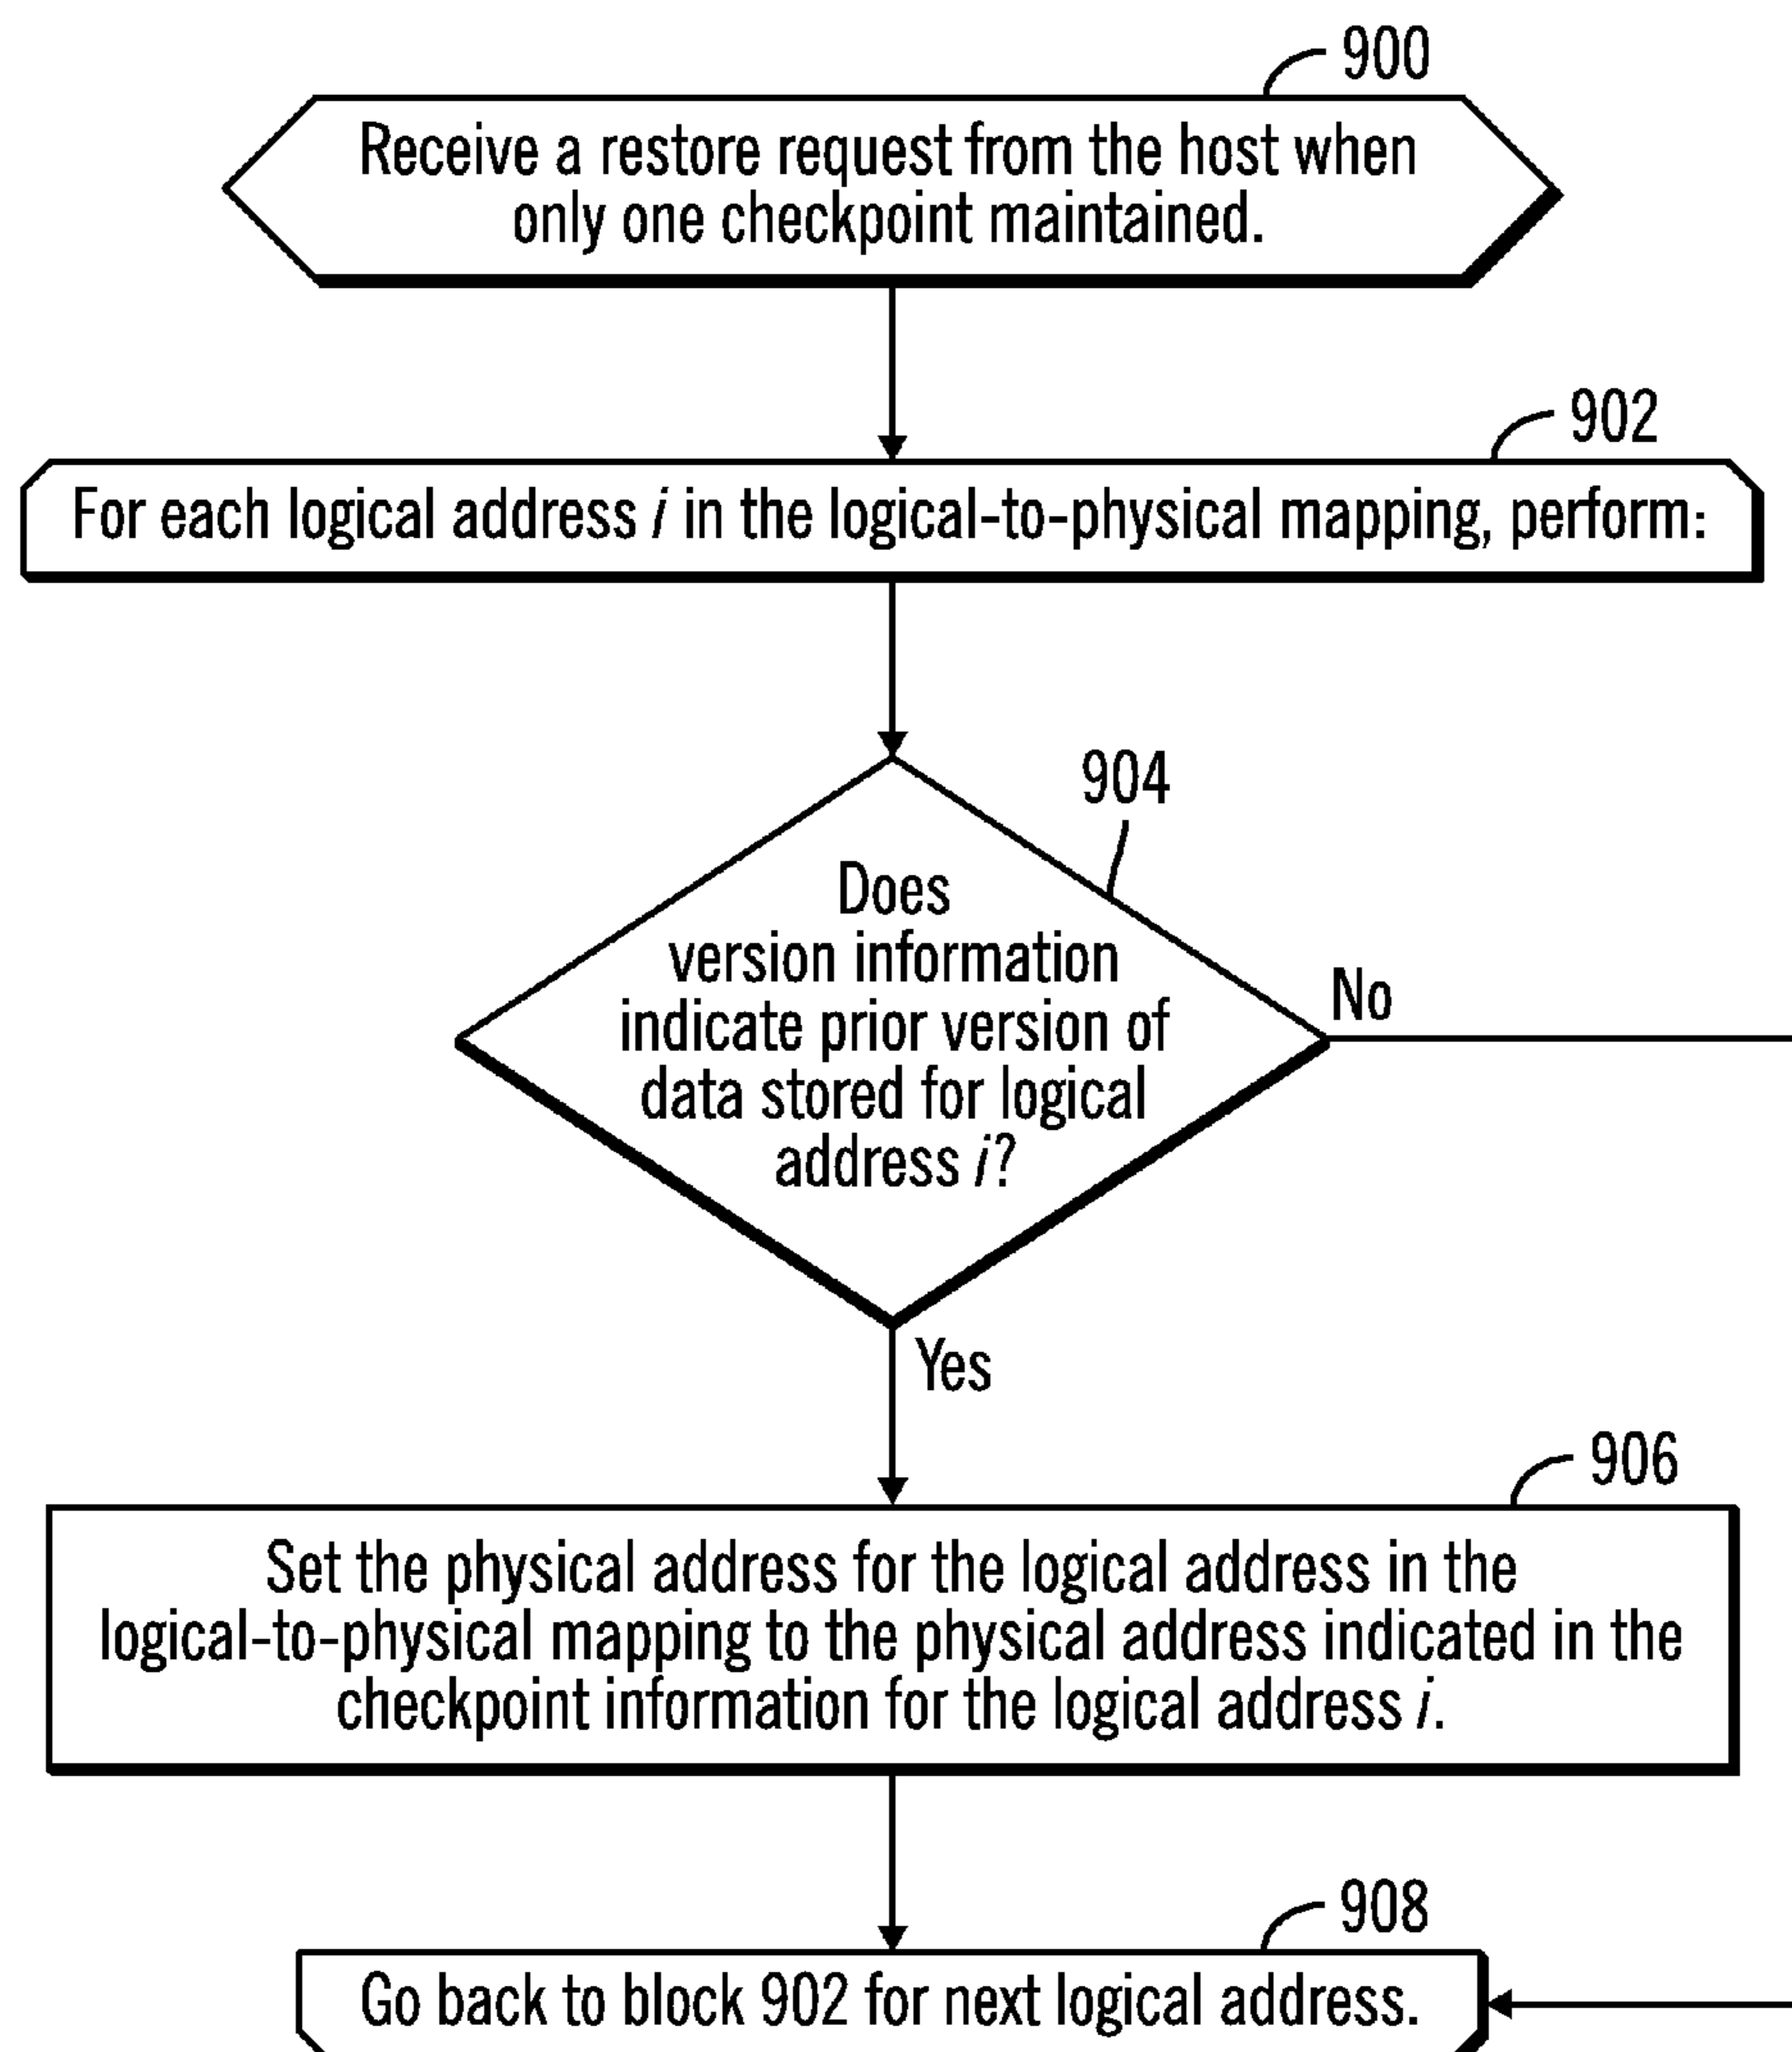 900
Receive a restore request from the host when
only one checkpoint maintained.
902
For each logical address i in the logical-to-physical mapping, perform:
904
Does
version information
indicate prior version of
data stored for logical
address i?
No
Yes
906
Set the physical address for the logical address in the
logical-to-physical mapping to the physical address indicated in the
checkpoint information for the logical address i.
908
Go back to block 902 for next logical address.